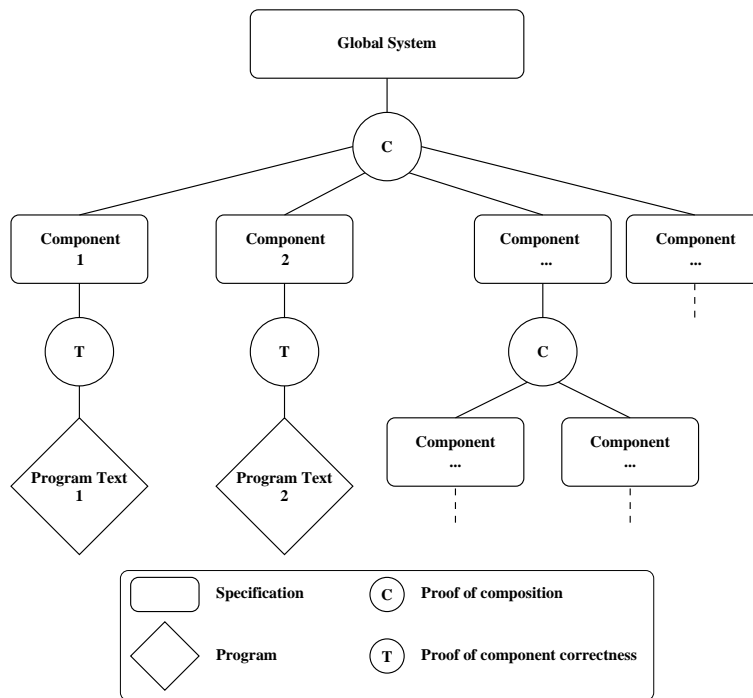 Global System
C
Component
1
Component
2
Component
...
Component
...
T
T
C
Component
...
Component
...
Program Text
1
Program Text
2
Specification
C
Proof of composition
Program
T
Proof of component correctness